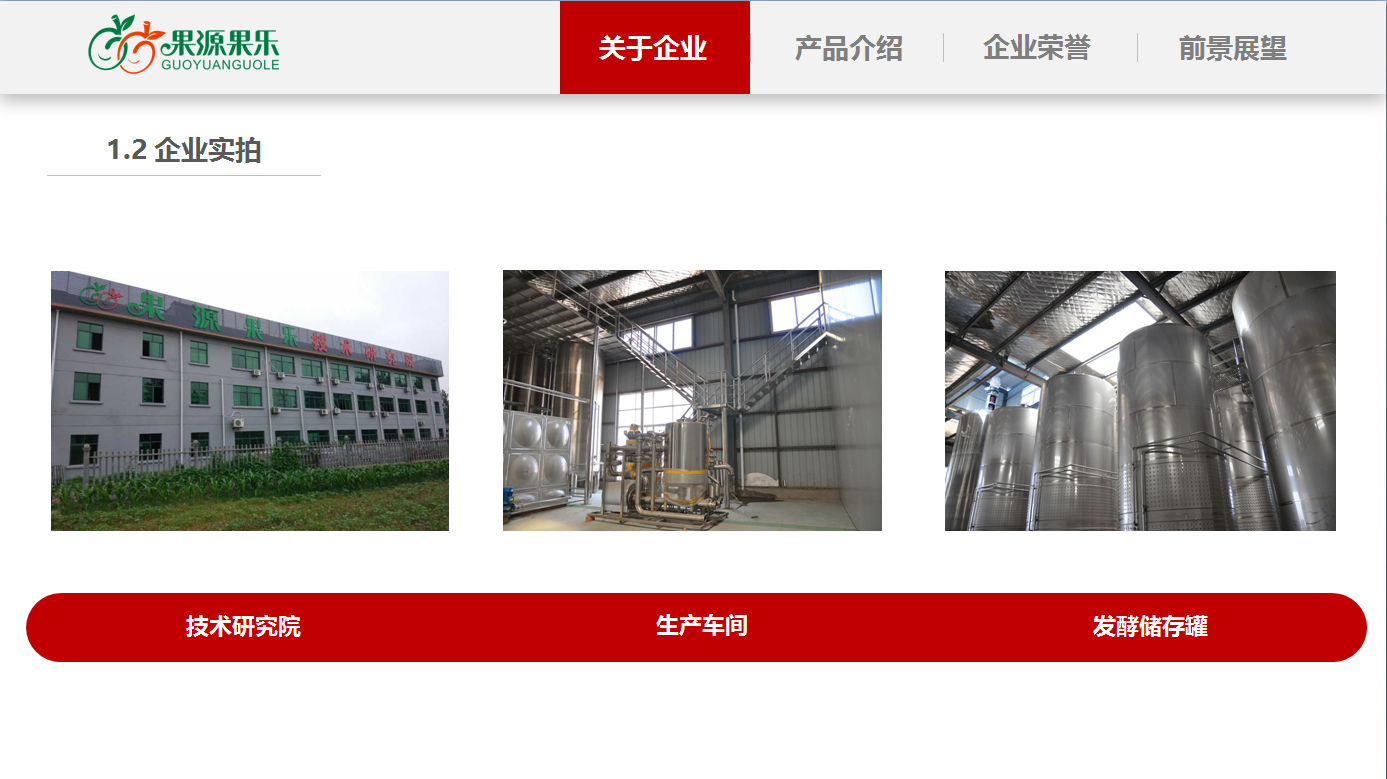 果源果乐
GUOYUANGUOLE
关于企业
产品介绍
企业荣誉
前景展望
1.2 企业实拍
果源果乐技术研究院
技术研究院
生产车间
发酵储存罐